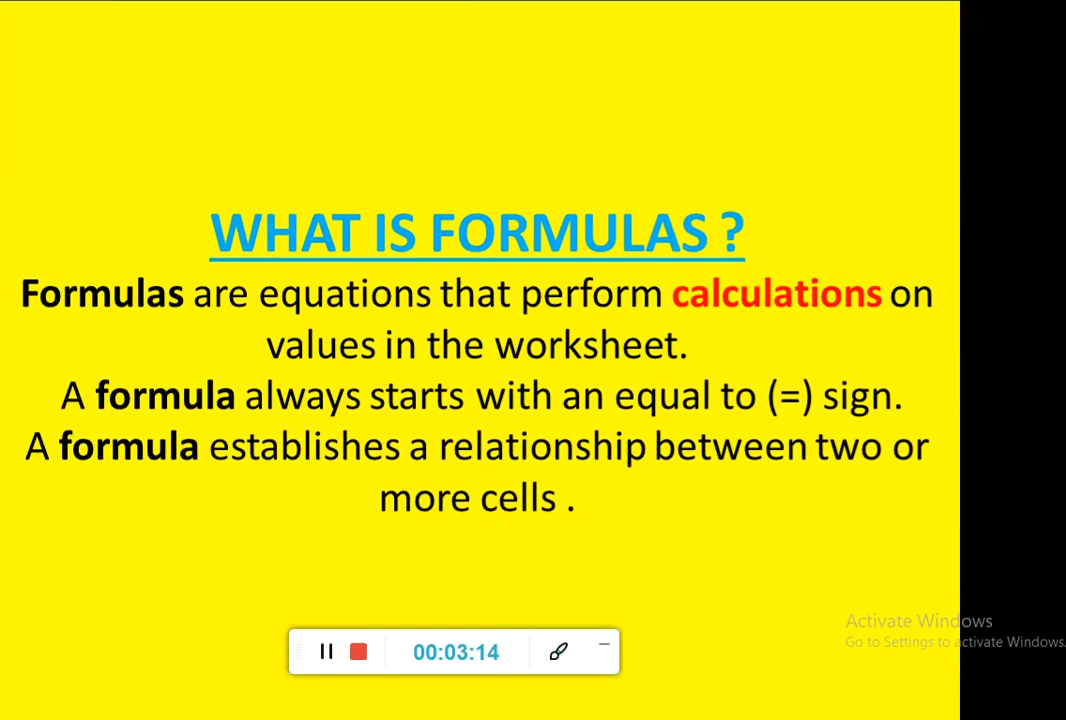 WHAT IS FORMULAS ?
Formulas are equations that perform calculations on
values in the worksheet.
A formula always starts with an equal to (=) sign.
A formula establishes a relationship between two or
more cells .
Activate Windows
Go to Settings to activate Windows.
00:03:14